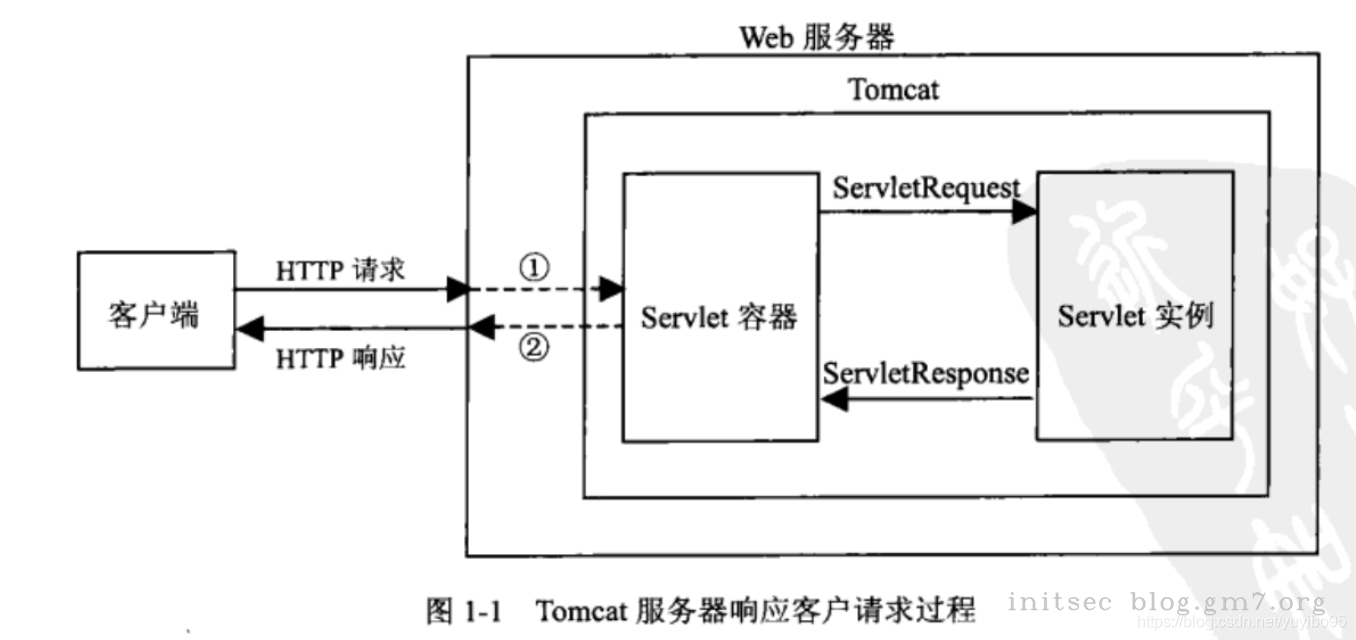 Web 服务器
Tomcat
ServletRequest
HTTP 请求
①
客户端
Servlet 容器
Servlet 实例
②
HTTP 响应
ServletResponse
图 1-1 Tomcat 服务器响应客户请求过程
initsec blog.gm7.org
https://blog.csdn.net/yuyibo95